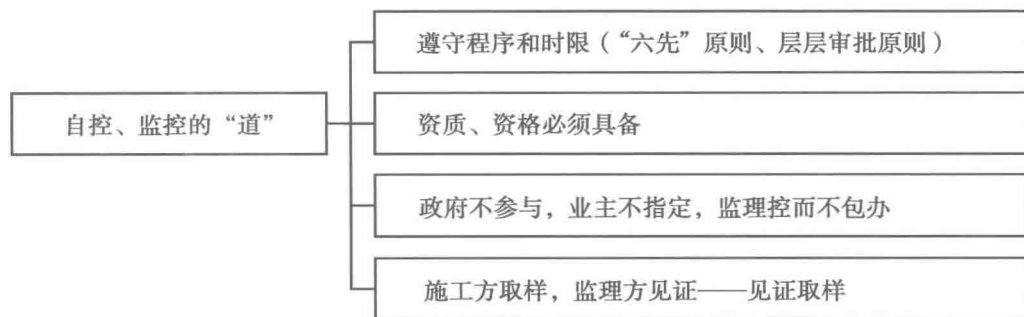 遵守程序和时限（“六先”原则、层层审批原则）
自控、监控的“道”
资质、资格必须具备
政府不参与，业主不指定，监理控而不包办
施工方取样，监理方见证——见证取样